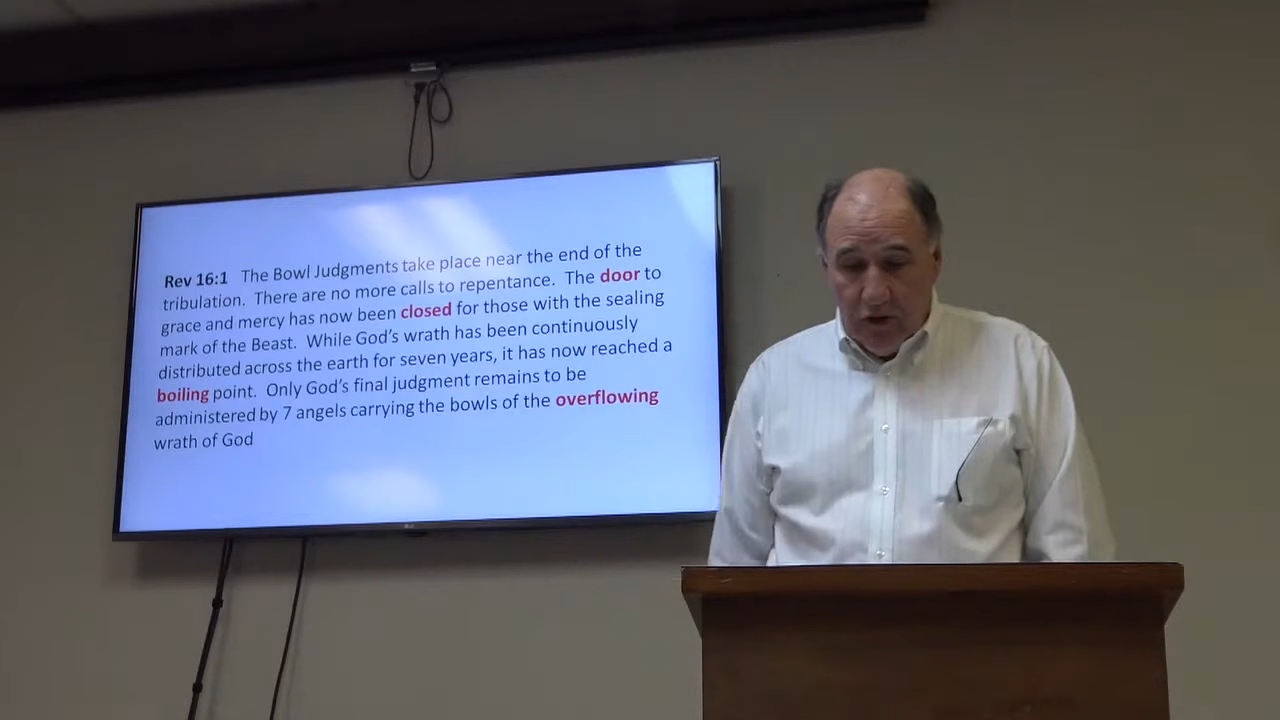 Rev 16:1 The Bowl Judgments take place near the end of the
tribulation. There are no more calls to repentance. The door to
grace and mercy has now been closed for those with the sealing
mark of the Beast. While God's wrath has been continuously
distributed across the earth for seven years, it has now reached a
boiling point. Only God's final judgment remains to be
administered by 7 angels carrying the bowls of the overflowing
wrath of God
LG